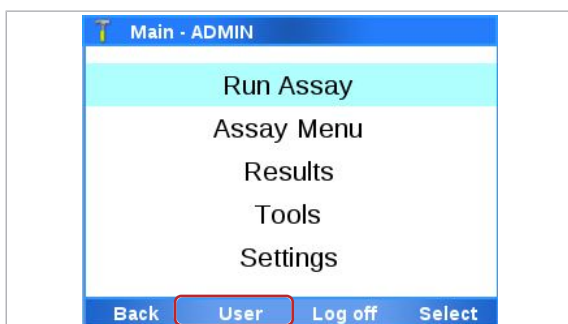 Main - ADMIN
Run Assay
Assay Menu
Results
Tools
Settings
Back User Log off Select